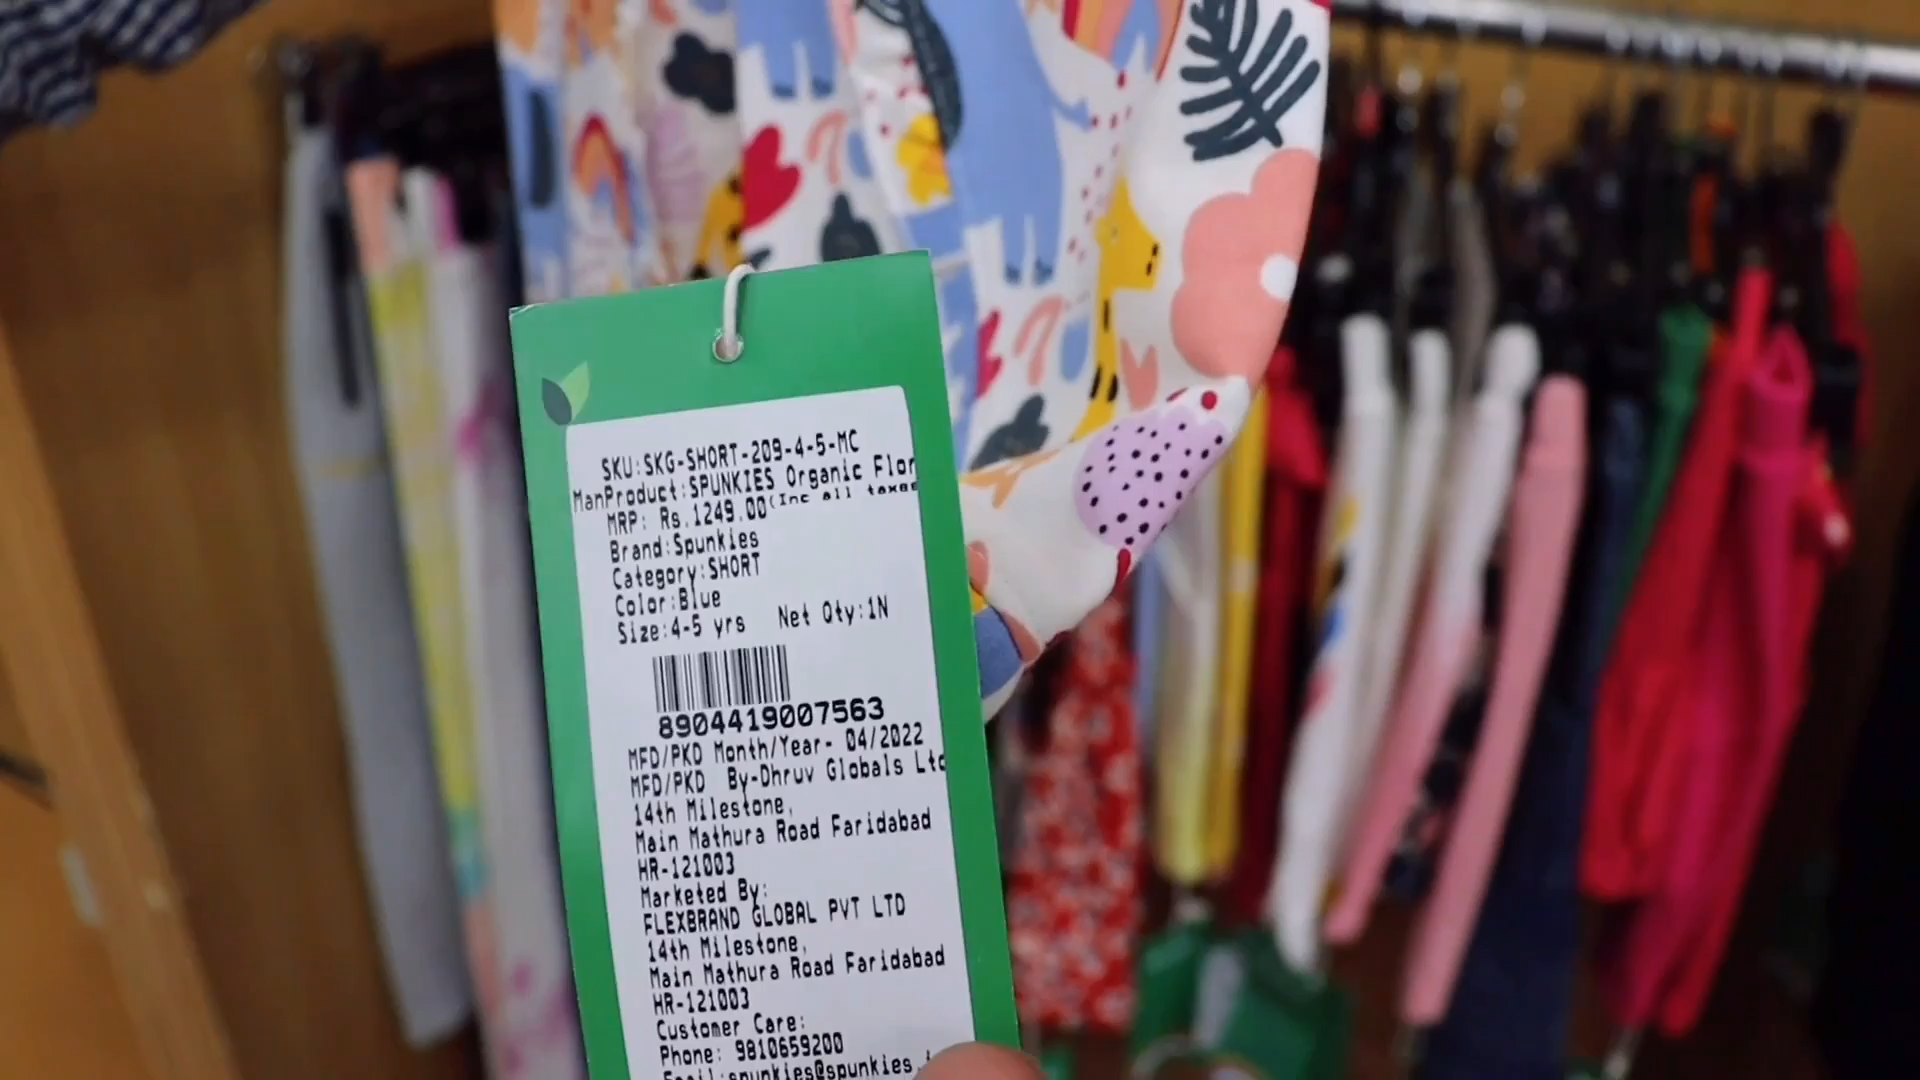 SKU:SKG-SHORT-209-4-5-MC
ManProduct:SPUNKIES Organic Flor
MRP: Rs.1249.00(Inc all taxes
Brand:Spunkies
Category:SHORT
Color:Blue
Size:4-5 yrs Net Qty:1N
8904419007563
MFD/PKD Month/Year- 04/2022
MFD/PKD By-Dhruv Globals Ltd
14th Milestone,
Main Mathura Road Faridabad
HR-121003
Marketed By:
FLEXBRAND GLOBAL PVT LTD
14th Milestone,
Main Mathura Road Faridabad
HR-121003
Customer Care:
Phone: 9810659200
Email:spunkies@spunkies.